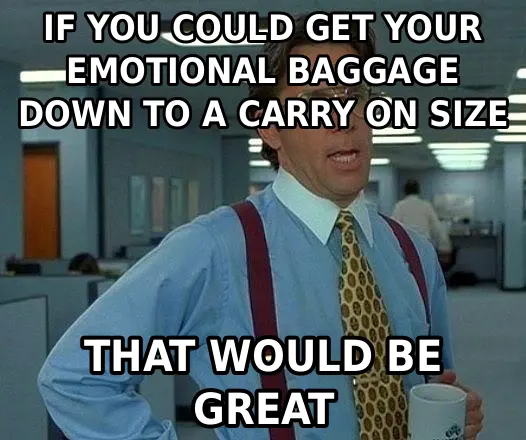 IF YOU COULD GET YOUR
EMOTIONAL BAGGAGE
DOWN TO A CARRY ON SIZE
THAT WOULD BE
GREAT